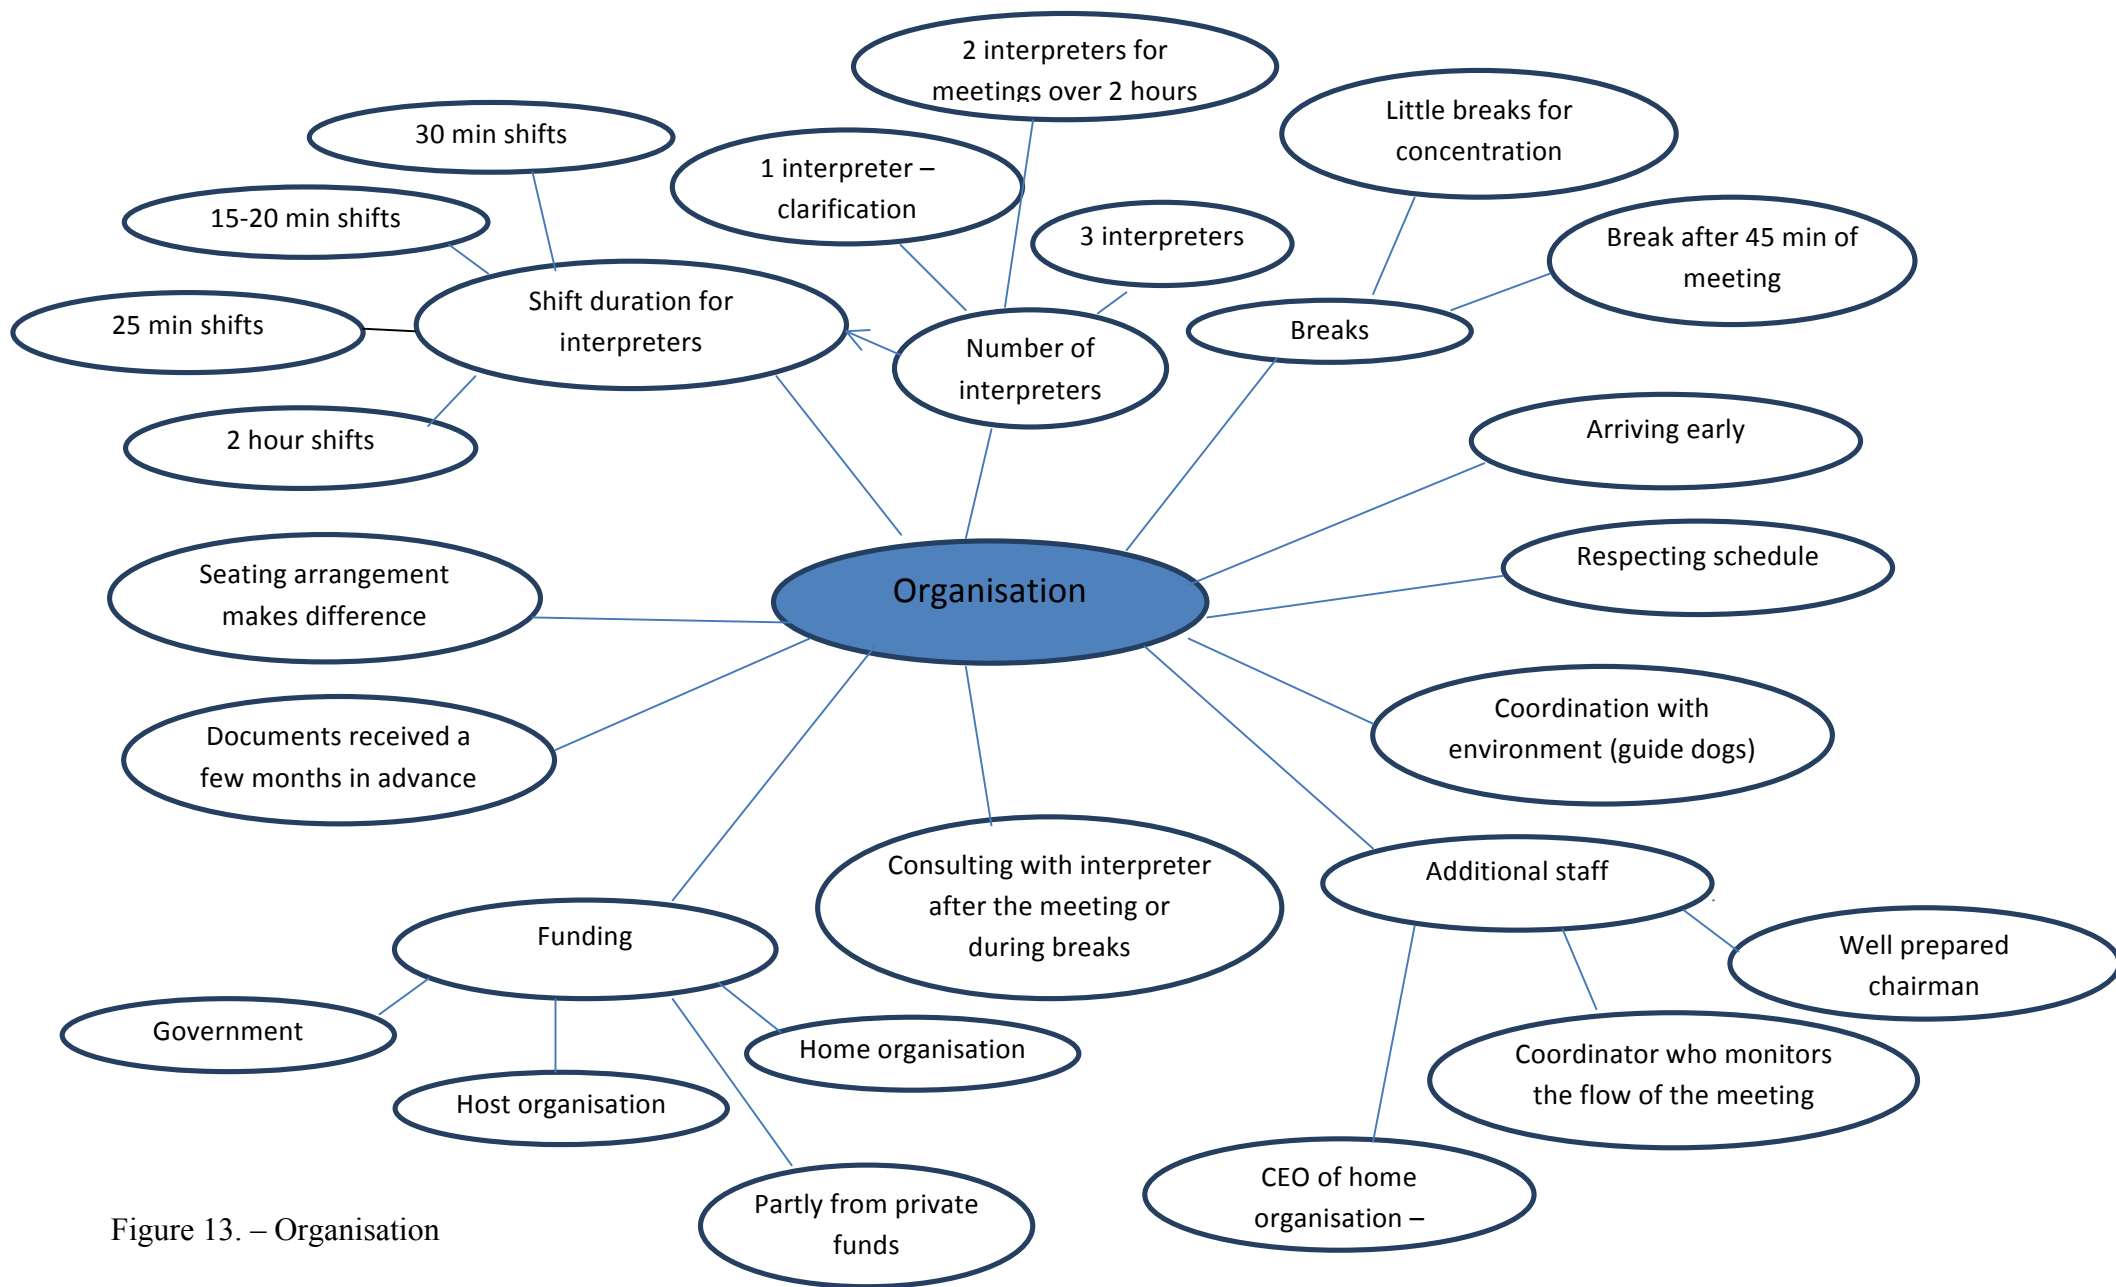 2 interpreters for
meetings over 2 hours
Little breaks for
concentration
30 min shifts
1 interpreter –
clarification
15-20 min shifts
3 interpreters
Break after 45 min of
meeting
Shift duration for
interpreters
25 min shifts
Number of
interpreters
Breaks
2 hour shifts
Arriving early
Respecting schedule
Seating arrangement
makes difference
Organisation
Documents received a
few months in advance
Coordination with
environment (guide dogs)
Consulting with interpreter
after the meeting or
during breaks
Additional staff
Funding
Well prepared
chairman
Government
Home organisation
Host organisation
Coordinator who monitors
the flow of the meeting
Partly from private
funds
CEO of home
organisation –
Figure 13. – Organisation